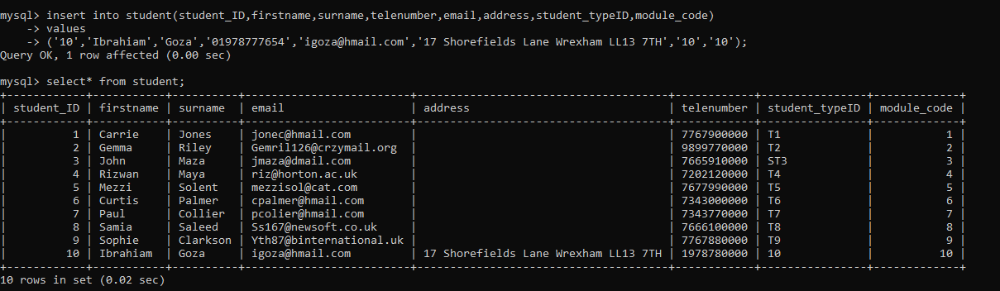 mysql> insert into student(student_ID,firstname,surname,telenumber,email,address,student_typeID,module_code)
    -> values
    -> ('10','Ibrahiam','Goza','01978777654','igoza@hmail.com','17 Shorefields Lane Wrexham LL13 7TH','10','10');
Query OK, 1 row affected (0.00 sec)
mysql> select* from student;
| student_ID | firstname | surname | email | address | telenumber | student_typeID | module_code |
| 1 | Carrie | Jones | jonec@hmail.com | | 7767900000 | T1 | 1 |
| 2 | Gemma | Riley | Gemril126@crzymail.org | | 9899770000 | T2 | 2 |
| 3 | John | Maza | jmaza@dmail.com | | 7665910000 | ST3 | 3 |
| 4 | Rizwan | Maya | riz@horton.ac.uk | | 7202120000 | T4 | 4 |
| 5 | Mezzi | Solent | mezzisol@cat.com | | 7677990000 | T5 | 5 |
| 6 | Curtis | Palmer | cpalmer@hmail.com | | 7343000000 | T6 | 6 |
| 7 | Paul | Collier | pcolier@hmail.com | | 7343770000 | T7 | 7 |
| 8 | Samia | Saleed | Ss167@newsoft.co.uk | | 7666100000 | T8 | 8 |
| 9 | Sophie | Clarkson | Yth87@binternational.uk | | 7767880000 | T9 | 9 |
| 10 | Ibrahiam | Goza | igoza@hmail.com | 17 Shorefields Lane Wrexham LL13 7TH | 1978780000 | 10 | 10 |
10 rows in set (0.02 sec)